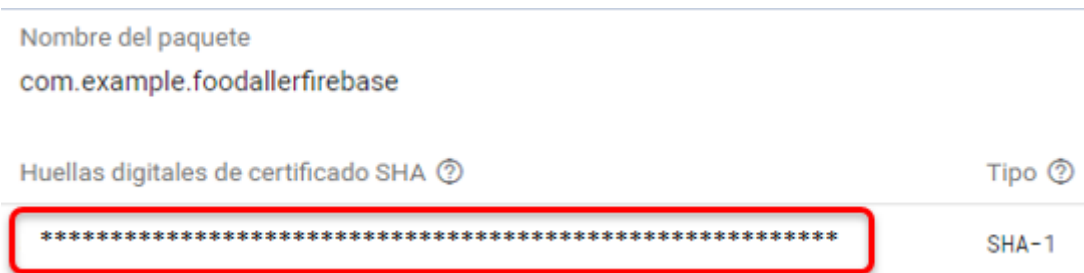 Nombre del paquete
com.example.foodallerfirebase
Huellas digitales de certificado SHA Tipo
********************************************************** SHA-1